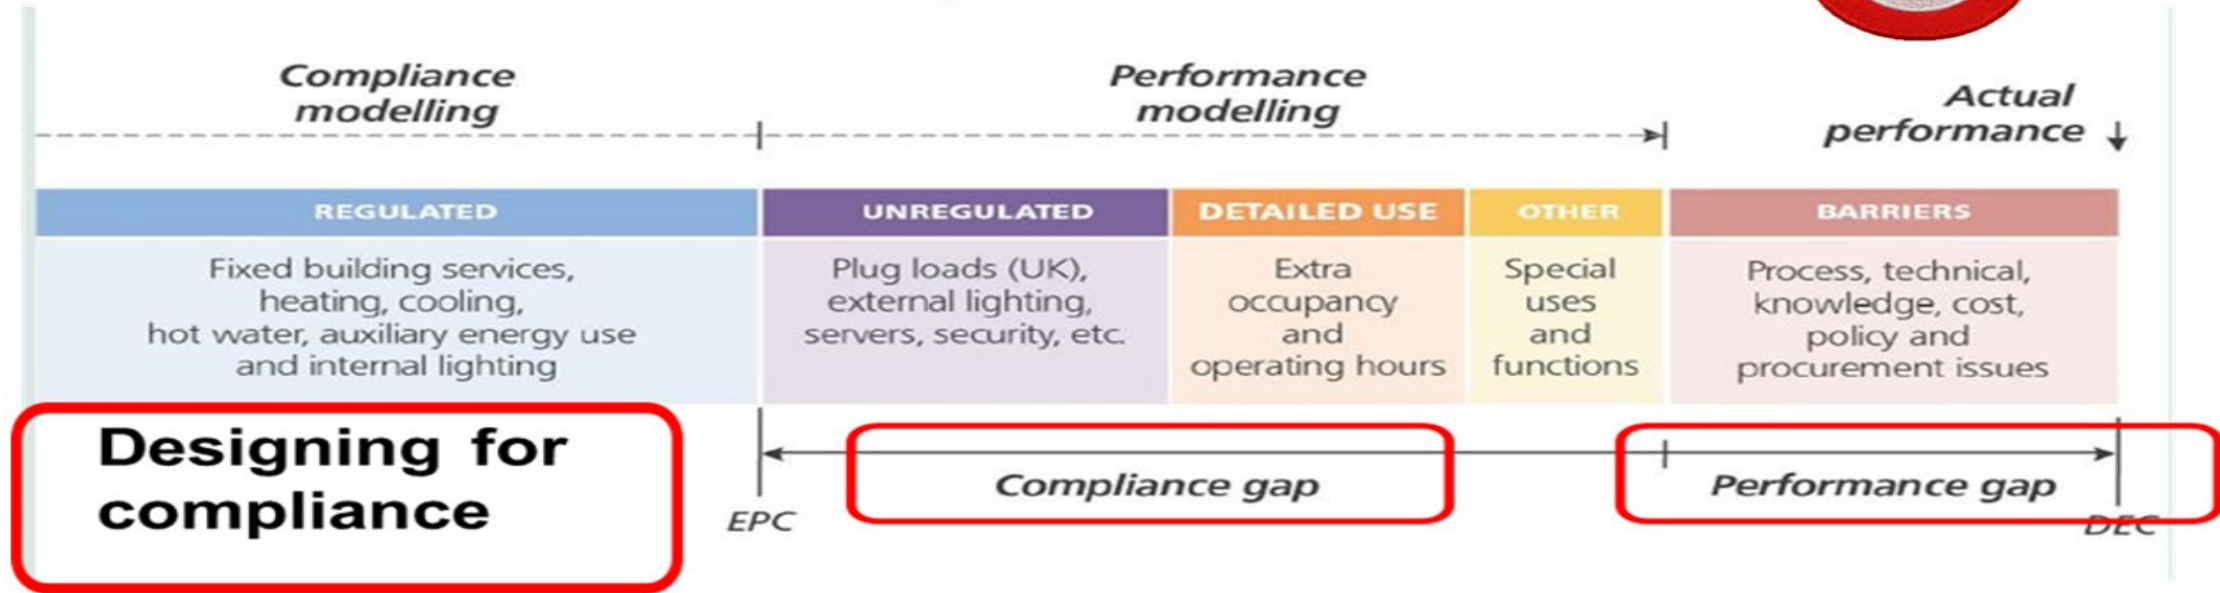 Compliance
modelling
Performance
modelling
Actual
performance
REGULATED
UNREGULATED
DETAILED USE
OTHER
BARRIERS
Fixed building services,
heating, cooling,
hot water, auxiliary energy use
and internal lighting
Plug loads (UK),
external lighting,
servers, security, etc.
Extra
occupancy
and
operating hours
Special
uses
and
functions
Process, technical,
knowledge, cost,
policy and
procurement issues
Designing for
compliance
EPC
Compliance gap
Performance gap
DEC